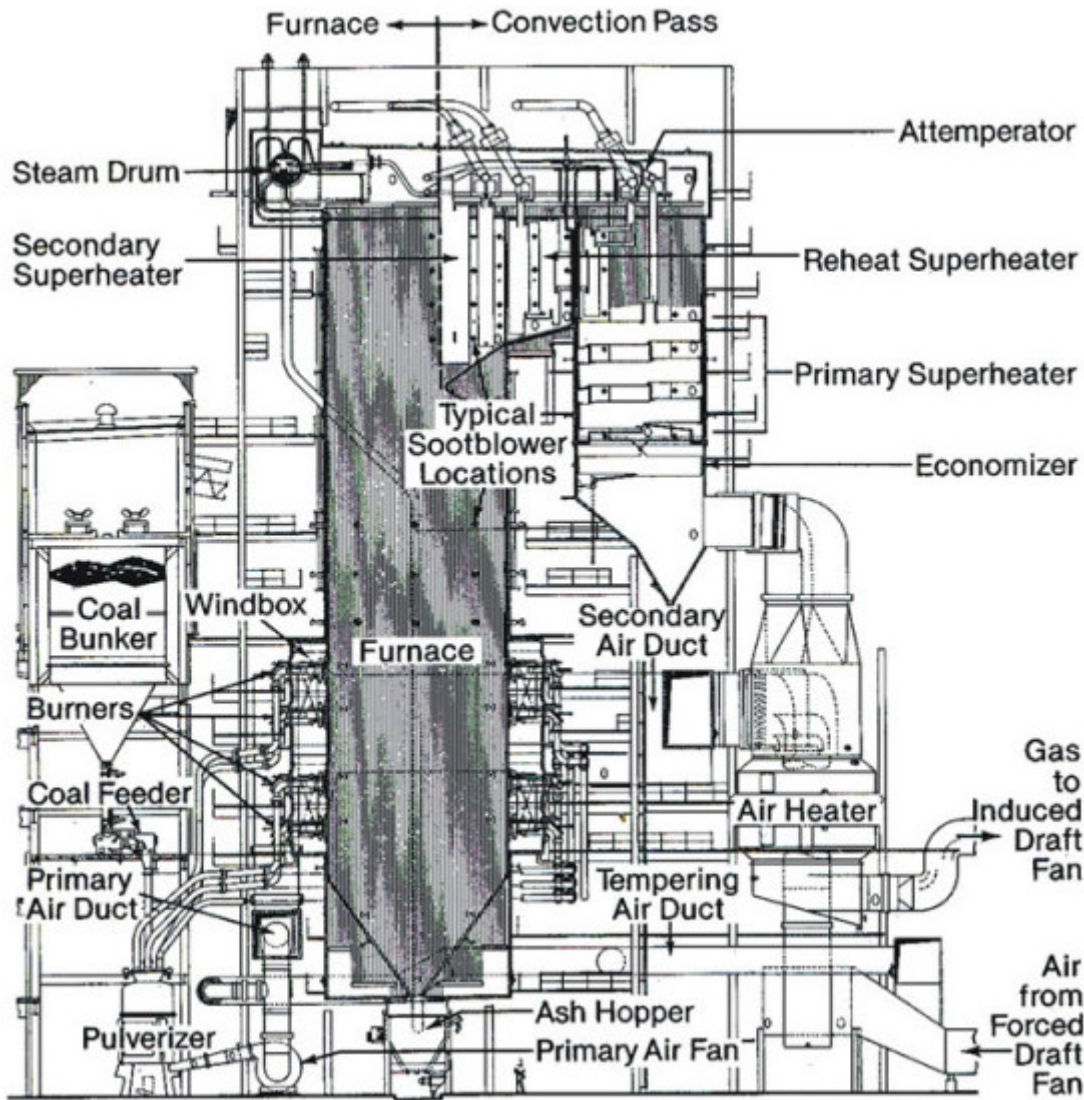 Furnace
Convection Pass
Attemperator
Steam Drum
Secondary
Superheater
Reheat Superheater
Primary Superheater
Typical
Sootblower
Locations
Economizer
Coal
Bunker
Windbox
Furnace
Secondary
Air Duct
Burners
Gas
to
Induced
Draft
Fan
Coal Feeder
Air Heater
Primary
Air Duct
Tempering
Air Duct
Air
from
Forced
Draft
Fan
Ash Hopper
Pulverizer
Primary Air Fan